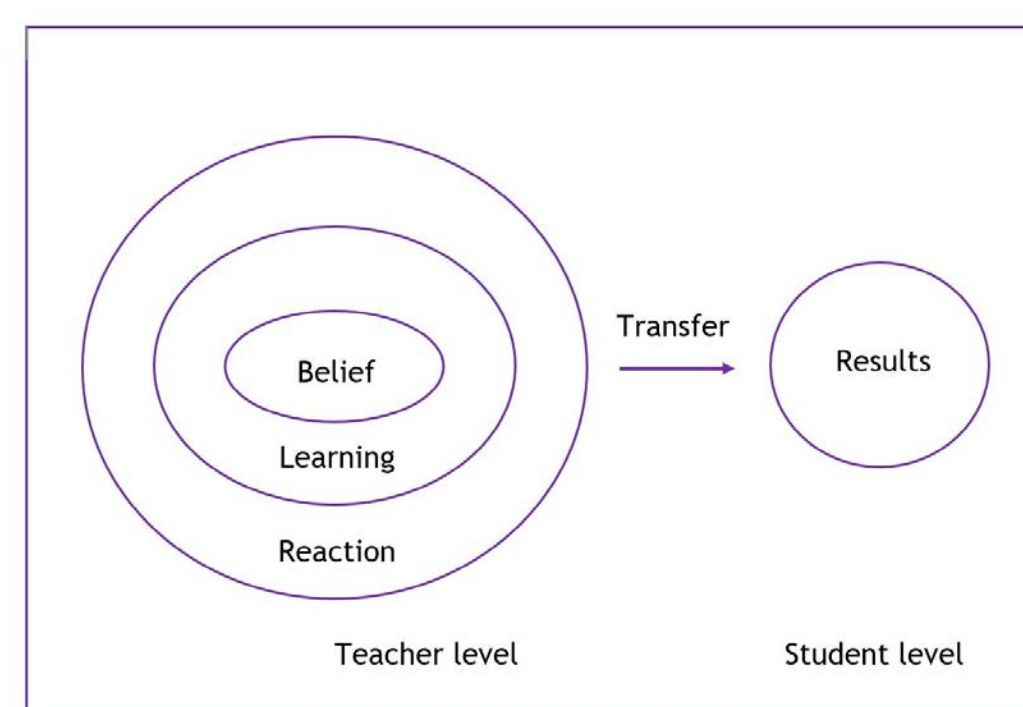 Transfer
Belief
Results
Learning
Reaction
Teacher level
Student level